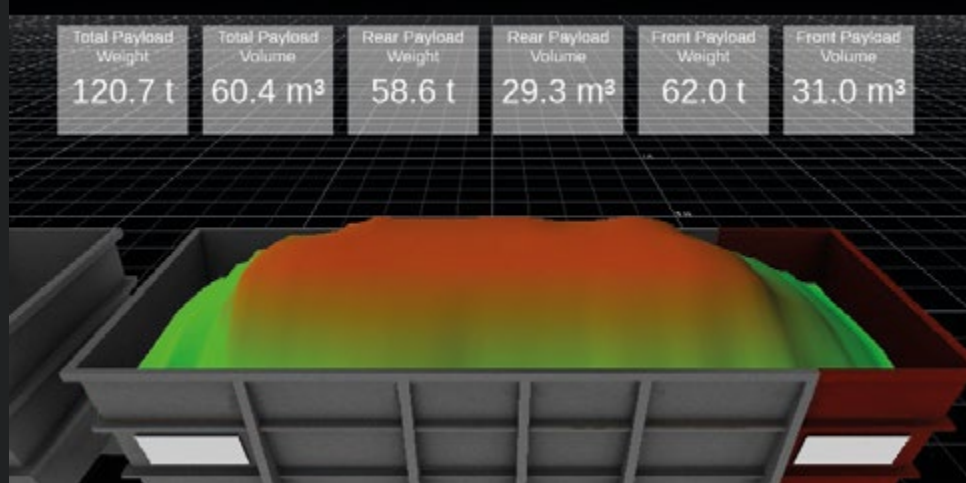 Total Payload
Weight
120.7 t
Total Payload
Volume
60.4 m³
Rear Payload
Weight
58.6 t
Rear Payload
Volume
29.3 m³
Front Payload
Weight
62.0 t
Front Payload
Volume
31.0 m³